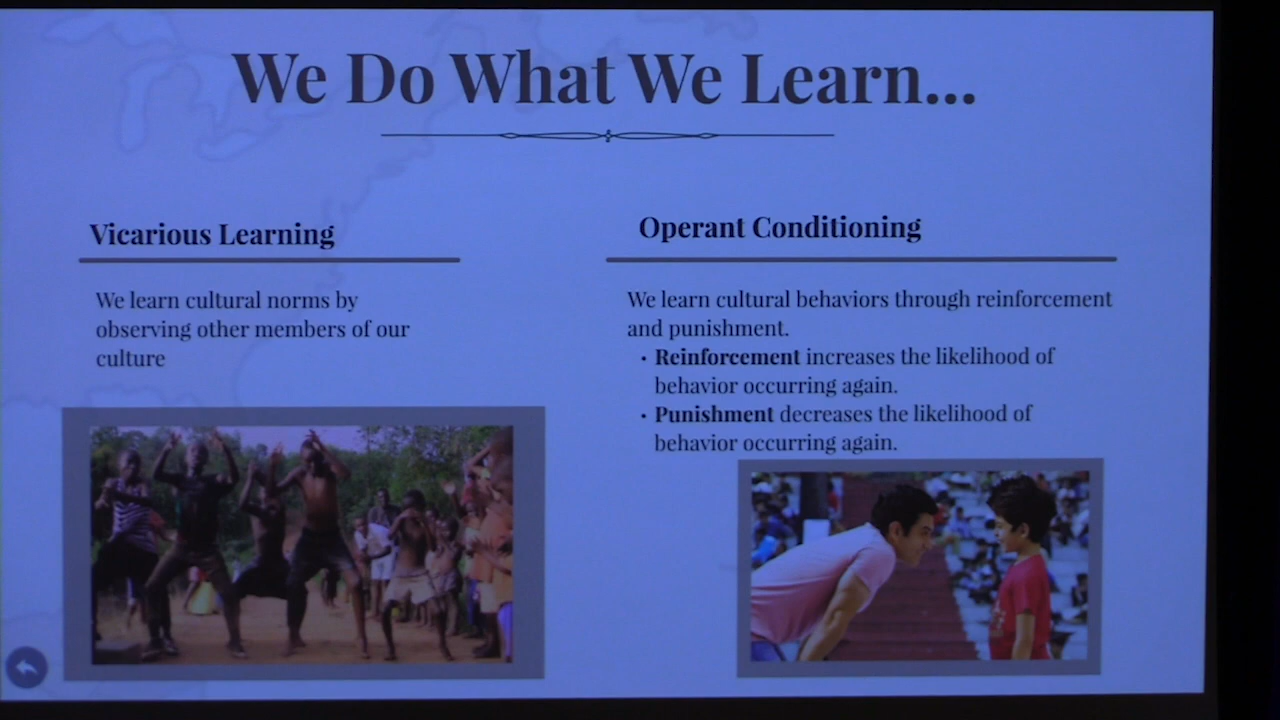 We Do What We Learn...
Vicarious Learning
We learn cultural norms by
observing other members of our
culture
Operant Conditioning
We learn cultural behaviors through reinforcement
and punishment.
• Reinforcement increases the likelihood of
behavior occurring again.
• Punishment decreases the likelihood of
behavior occurring again.